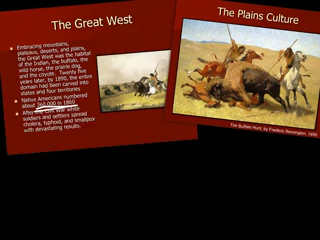 The Great West
Embracing mountains,
plateaus, deserts, and plains,
the Great West was the habitat
of the Indian, the buffalo, the
wild horse, the prairie dog,
and the coyote. Twenty five
years later, by 1890, the entire
domain had been carved into
states and four territories
Native Americans numbered
about 360,000 in 1860
After the Civil War white
soldiers and settlers spread
cholera, typhoid, and smallpox
with devastating results.
The Plains Culture
The Buffalo Hunt, by Frederic Remington, 1890